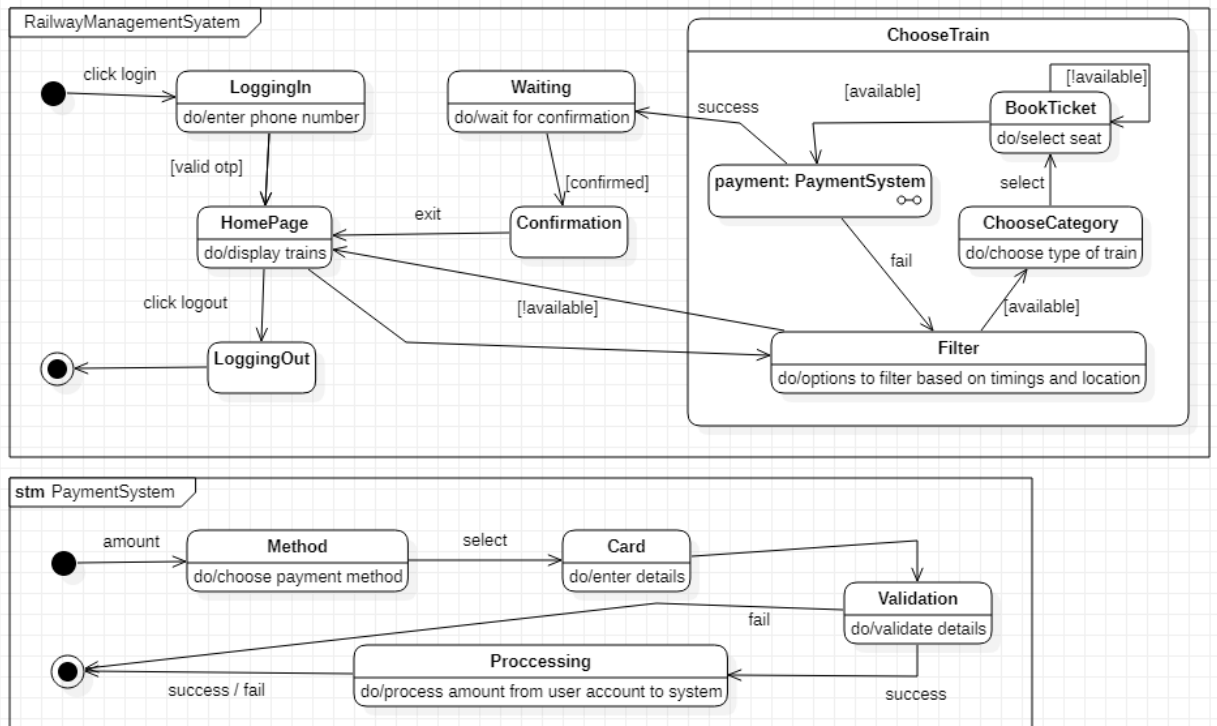 RailwayManagementSyatem
click login
LoggingIn
do/enter phone number
[valid otp]
HomePage
do/display trains
click logout
LoggingOut
Waiting
do/wait for confirmation
[confirmed]
Confirmation
exit
success
[!available]
ChooseTrain
[available]
[!available]
BookTicket
do/select seat
payment: PaymentSystem
select
ChooseCategory
do/choose type of train
fail
[available]
Filter
do/options to filter based on timings and location
stm PaymentSystem
amount
Method
do/choose payment method
select
Card
do/enter details
Validation
do/validate details
fail
success
Proccessing
do/process amount from user account to system
success / fail